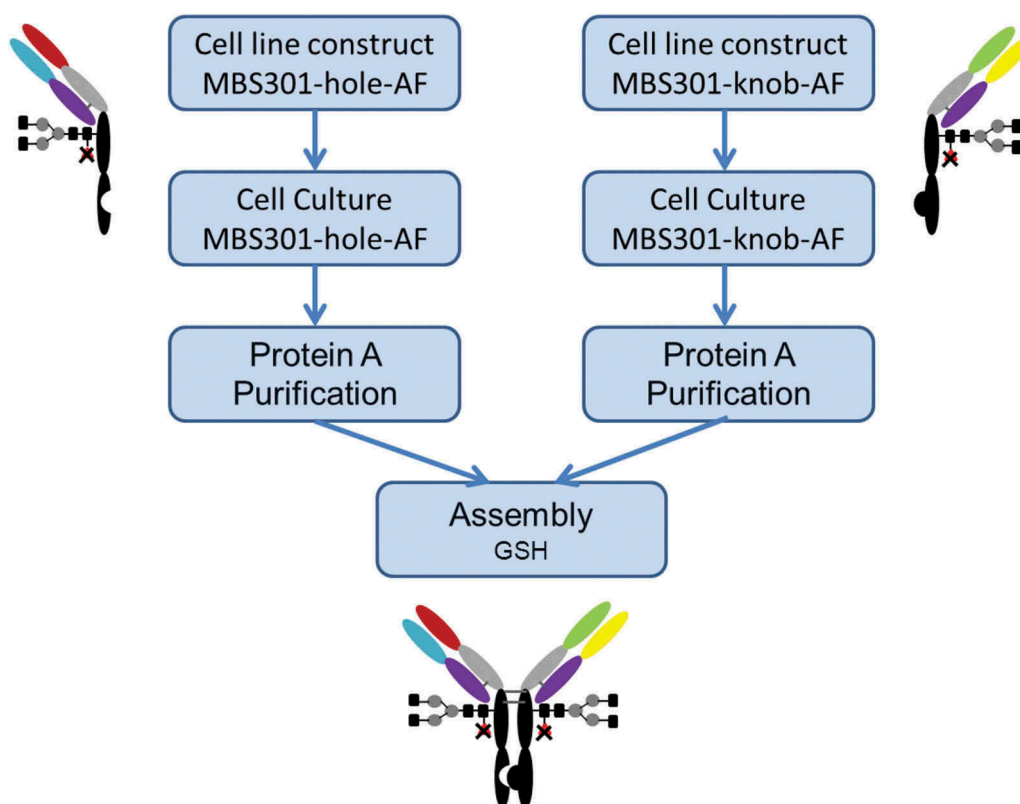 Cell line construct
MBS301-hole-AF
Cell line construct
MBS301-knob-AF
Cell Culture
MBS301-hole-AF
Cell Culture
MBS301-knob-AF
Protein A
Purification
Protein A
Purification
Assembly
GSH